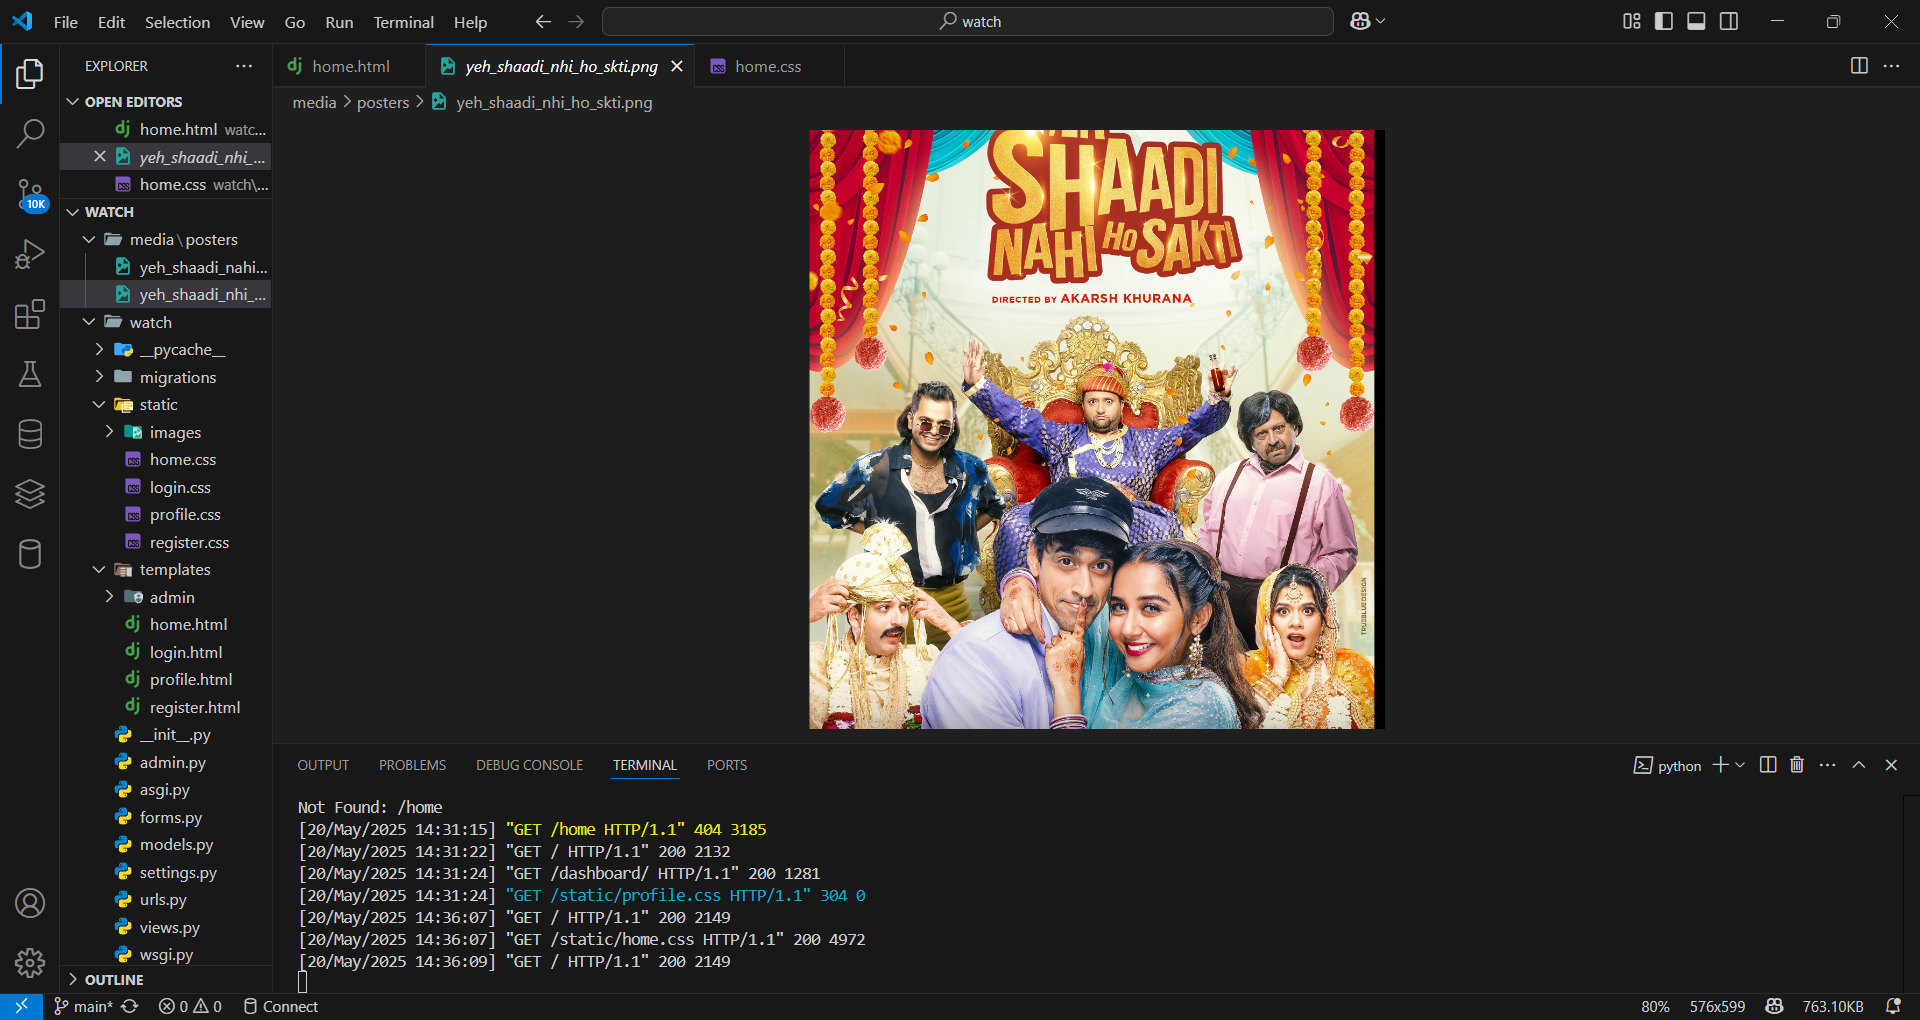 File Edit Selection View Go Run Terminal Help
watch
EXPLORER
OPEN EDITORS
home.html watc...
yeh_shaadi_nhi_...
home.css watch\...
WATCH
media\posters
yeh_shaadi_nahi...
yeh_shaadi_nhi_...
watch
__pycache__
migrations
static
images
home.css
login.css
profile.css
register.css
templates
admin
home.html
login.html
profile.html
register.html
__init__.py
admin.py
asgi.py
forms.py
models.py
settings.py
urls.py
views.py
wsgi.py
OUTLINE
10K
home.html
yeh_shaadi_nhi_ho_skti.png
home.css
media > posters > yeh_shaadi_nhi_ho_skti.png
SHAADI
NAHI HO SAKTI
DIRECTED BY AKARSH KHURANA
TRUEBLUEDESIGN
OUTPUT PROBLEMS DEBUG CONSOLE TERMINAL PORTS
python
Not Found: /home
[20/May/2025 14:31:15] "GET /home HTTP/1.1" 404 3185
[20/May/2025 14:31:22] "GET / HTTP/1.1" 200 2132
[20/May/2025 14:31:24] "GET /dashboard/ HTTP/1.1" 200 1281
[20/May/2025 14:31:24] "GET /static/profile.css HTTP/1.1" 304 0
[20/May/2025 14:36:07] "GET / HTTP/1.1" 200 2149
[20/May/2025 14:36:07] "GET /static/home.css HTTP/1.1" 200 4972
[20/May/2025 14:36:09] "GET / HTTP/1.1" 200 2149
main* 0 0 Connect
80% 576x599 763.10KB